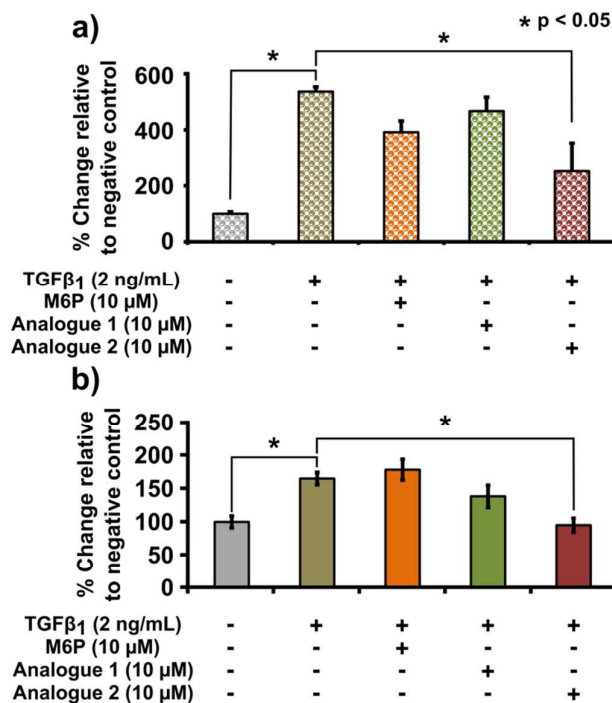 a)
* p < 0.05
*
*
% Change relative
to negative control
600
400
200
0
TGFβ1 (2 ng/mL) - + + + +
M6P (10 μM) - - + - -
Analogue 1 (10 μM) - - - + -
Analogue 2 (10 μM) - - - - +
b)
*
*
% Change relative
to negative control
250
200
150
100
50
0
TGFβ1 (2 ng/mL) - + + + +
M6P (10 μM) - - + - -
Analogue 1 (10 μM) - - - + -
Analogue 2 (10 μM) - - - - +